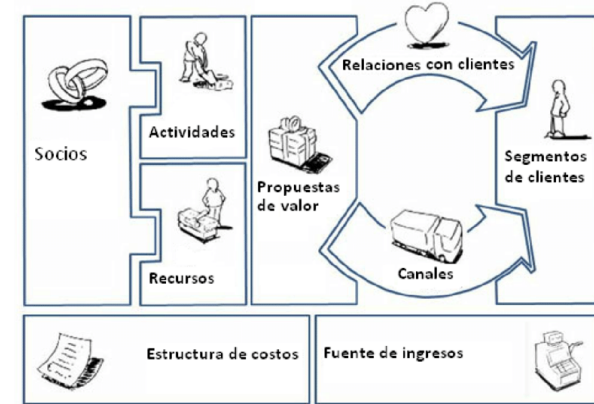 Socios
Actividades
Recursos
Propuestas
de valor
Relaciones con clientes
Canales
Segmentos
de clientes
Estructura de costos
Fuente de ingresos